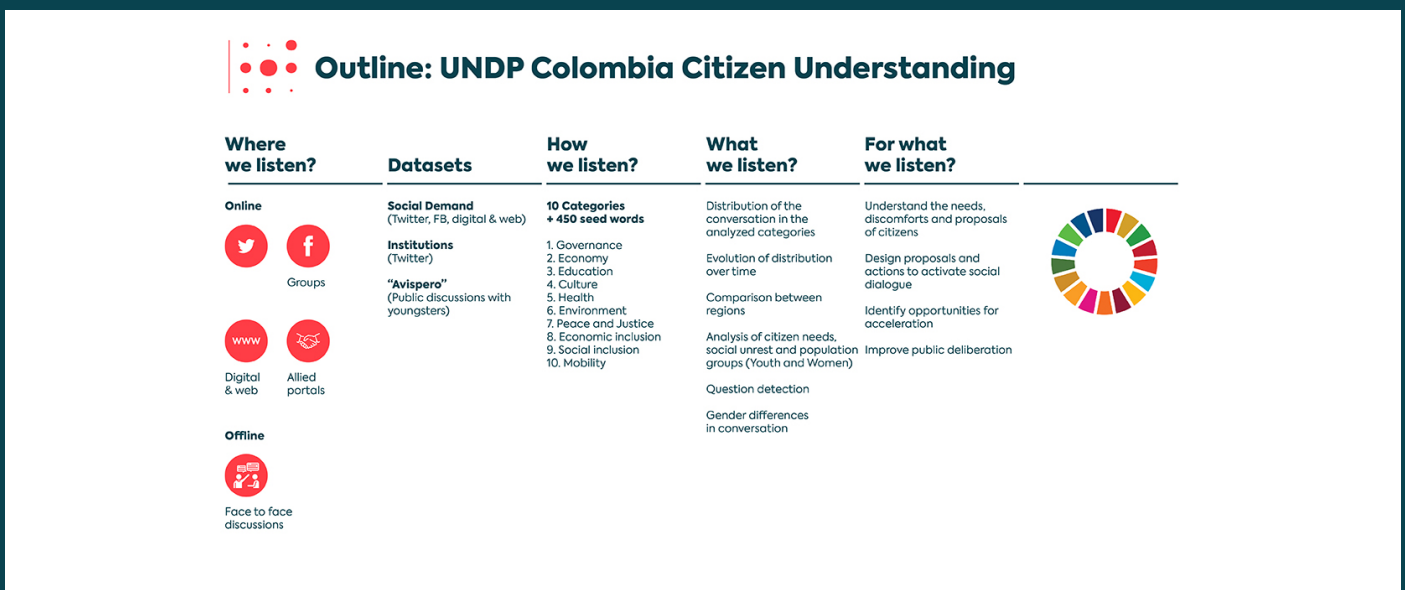 Outline: UNDP Colombia Citizen Understanding
Where
we listen?
Online
Groups
www
Digital
& web
Allied
portals
Offline
Face to face
discussions
Datasets
Social Demand
(Twitter, FB, digital & web)
Institutions
(Twitter)
“Avispero”
(Public discussions with
youngsters)
How
we listen?
10 Categories
+ 450 seed words
1. Governance
2. Economy
3. Education
4. Culture
5. Health
6. Environment
7. Peace and Justice
8. Economic inclusion
9. Social inclusion
10. Mobility
What
we listen?
Distribution of the
conversation in the
analyzed categories
Evolution of distribution
over time
Comparison between
regions
Analysis of citizen needs,
social unrest and population
groups (Youth and Women)
Question detection
Gender differences
in conversation
For what
we listen?
Understand the needs,
discomforts and proposals
of citizens
Design proposals and
actions to activate social
dialogue
Identify opportunities for
acceleration
Improve public deliberation